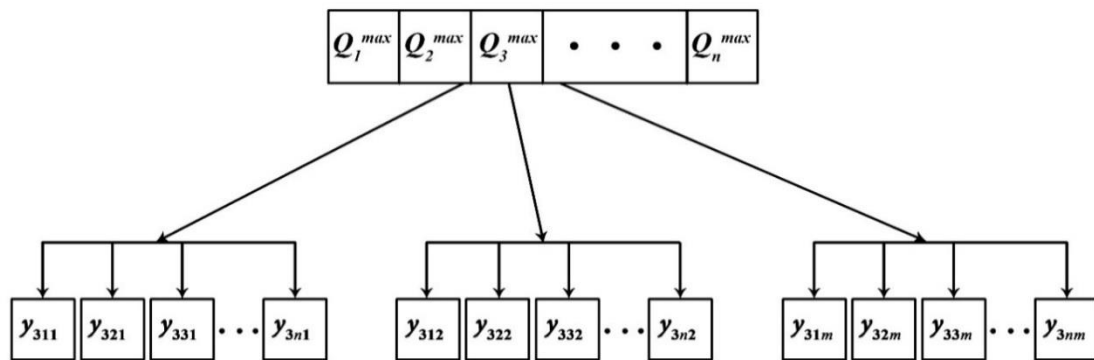 Q₁ᵐᵃˣ Q₂ᵐᵃˣ Q₃ᵐᵃˣ • • • Qₙᵐᵃˣ
y₃₁₁ y₃₂₁ y₃₃₁ ••• y₃ₙ₁ y₃₁₂ y₃₂₂ y₃₃₂ ••• y₃ₙ₂ y₃₁ₘ y₃₂ₘ y₃₃ₘ ••• y₃ₙₘ